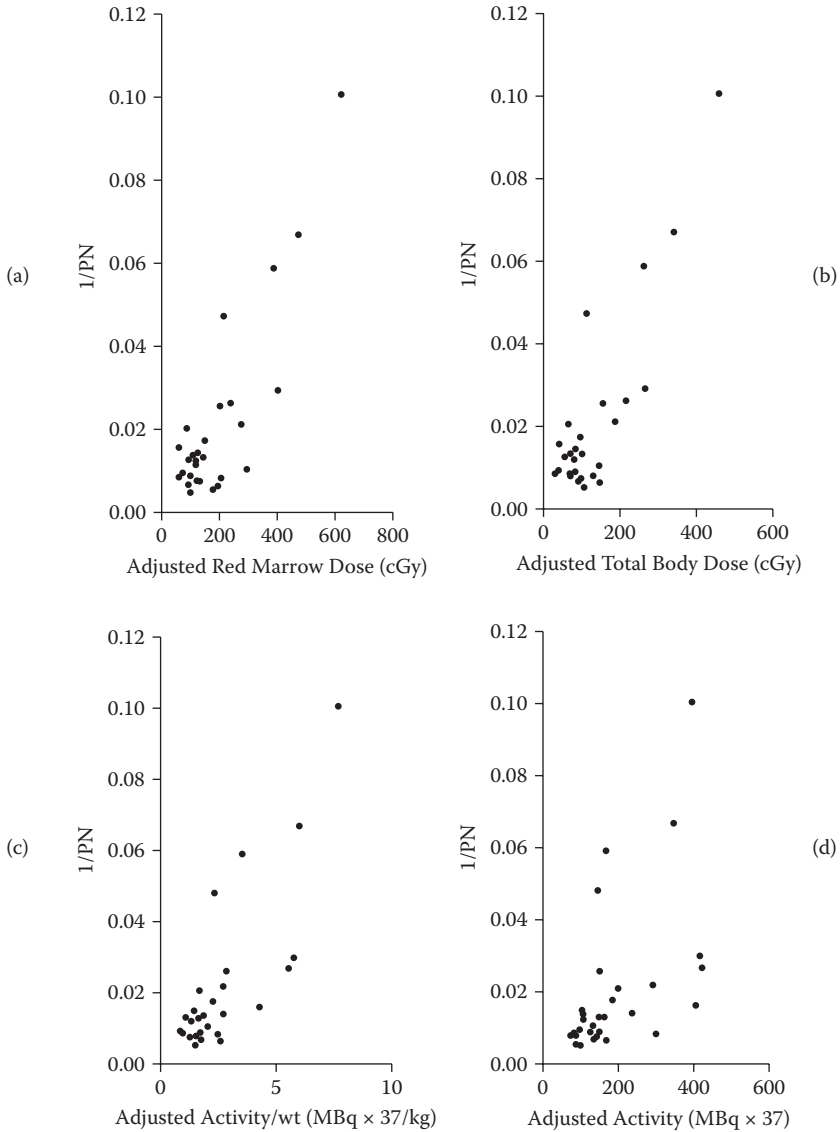 0.12
0.10
0.08
0.06
0.04
0.02
0.00
(a)
1/PN
0 200 400 600 800
Adjusted Red Marrow Dose (cGy)
0.12
0.10
0.08
0.06
0.04
0.02
0.00
1/PN
(b)
0 200 400 600
Adjusted Total Body Dose (cGy)
0.12
0.10
0.08
0.06
0.04
0.02
0.00
(c)
1/PN
0 5 10
Adjusted Activity/wt (MBq × 37/kg)
0.12
0.10
0.08
0.06
0.04
0.02
0.00
1/PN
(d)
0 200 400 600
Adjusted Activity (MBq × 37)